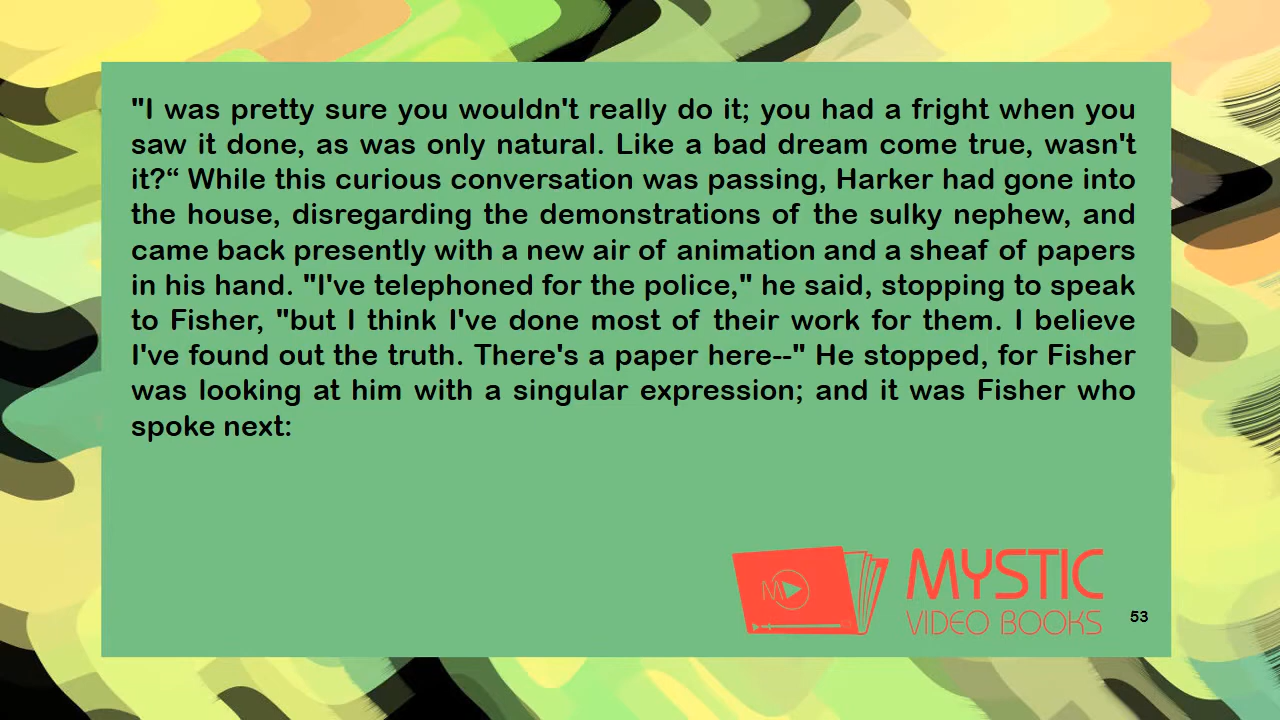 "I was pretty sure you wouldn't really do it; you had a fright when you
saw it done, as was only natural. Like a bad dream come true, wasn't
it?“ While this curious conversation was passing, Harker had gone into
the house, disregarding the demonstrations of the sulky nephew, and
came back presently with a new air of animation and a sheaf of papers
in his hand. "I've telephoned for the police," he said, stopping to speak
to Fisher, "but I think I've done most of their work for them. I believe
I've found out the truth. There's a paper here--" He stopped, for Fisher
was looking at him with a singular expression; and it was Fisher who
spoke next:
M
MYSTIC
VIDEO BOOKS
53